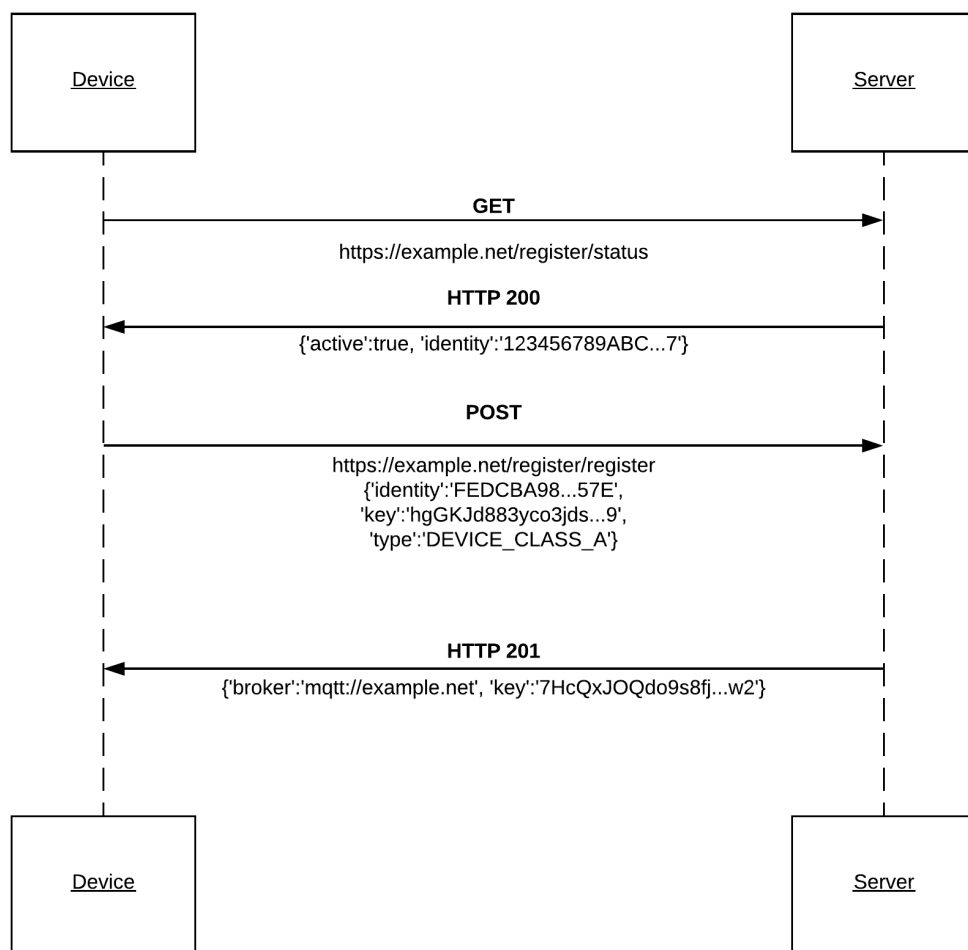 Device
Server
GET
https://example.net/register/status
HTTP 200
{'active':true, 'identity':'123456789ABC...7'}
POST
https://example.net/register/register
{'identity':'FEDCBA98...57E',
'key':'hgGKJd883yco3jds...9',
'type':'DEVICE_CLASS_A'}
HTTP 201
{'broker':'mqtt://example.net', 'key':'7HcQxJOQdo9s8fj...w2'}
Device
Server